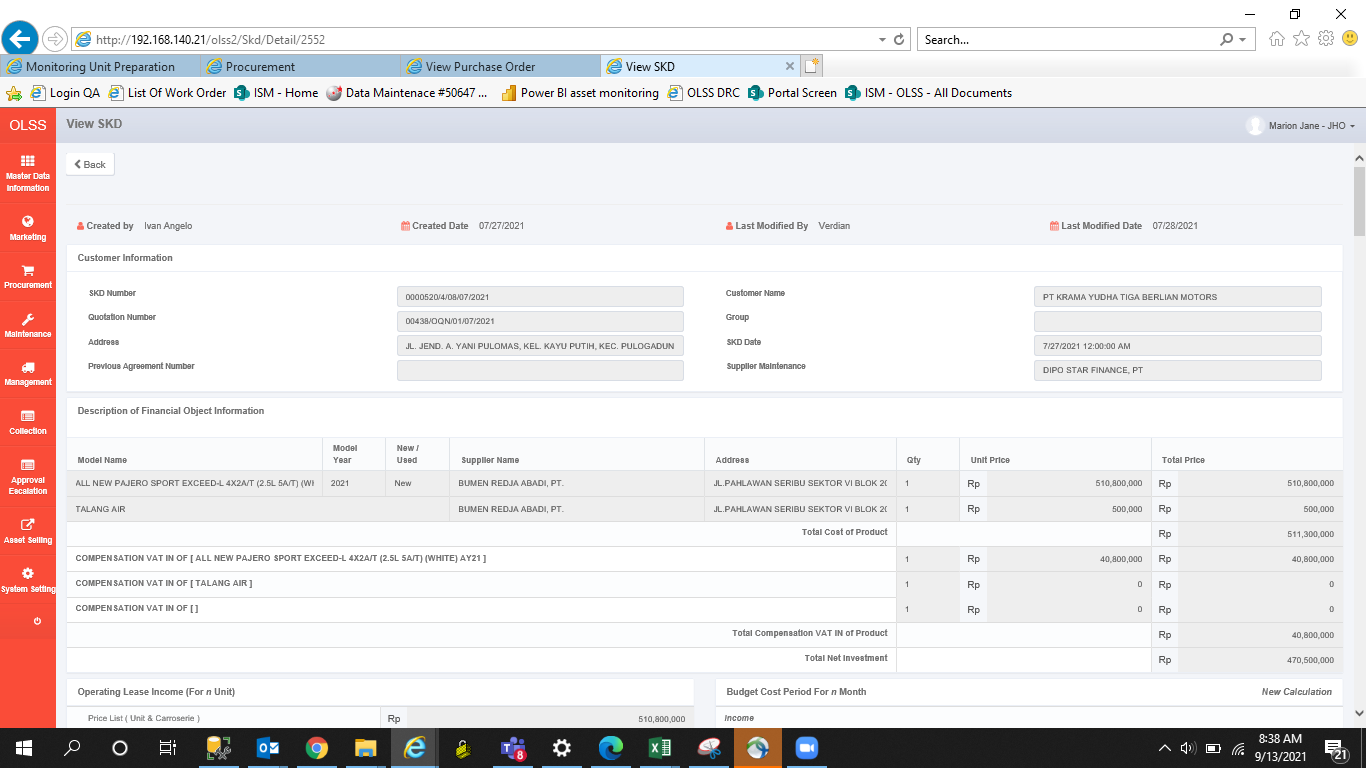 http://192.168.140.21/olss2/Skd/Detail/2552
Search...
Monitoring Unit Preparation
Procurement
View Purchase Order
View SKD
Login QA
List Of Work Order
ISM - Home
Data Maintenace #50647 ...
Power BI asset monitoring
OLSS DRC
Portal Screen
ISM - OLSS - All Documents
OLSS
View SKD
Marion Jane - JHO
Master Data Information
Marketing
Procurement
Maintenance
Management
Collection
Approval Escalation
Asset Selling
System Setting
Back
Created by Ivan Angelo
Created Date 07/27/2021
Last Modified By Verdian
Last Modified Date 07/28/2021
Customer Information
SKD Number 0000520/4/08/07/2021
Customer Name PT KRAMA YUDHA TIGA BERLIAN MOTORS
Quotation Number 00438/OQN/01/07/2021
Group
Address JL. JEND. A. YANI PULOMAS, KEL. KAYU PUTIH, KEC. PULOGADUN
SKD Date 7/27/2021 12:00:00 AM
Previous Agreement Number
Supplier Maintenance DIPO STAR FINANCE, PT
Description of Financial Object Information
Model Name Model Year New / Used Supplier Name Address Qty Unit Price Total Price
ALL NEW PAJERO SPORT EXCEED-L 4X2A/T (2.5L 5A/T) (WH 2021 New BUMEN REDJA ABADI, PT. JL.PAHLAWAN SERIBU SEKTOR VI BLOK 20 1 Rp 510,800,000 Rp 510,800,000
TALANG AIR BUMEN REDJA ABADI, PT. JL.PAHLAWAN SERIBU SEKTOR VI BLOK 20 1 Rp 500,000 Rp 500,000
Total Cost of Product Rp 511,300,000
COMPENSATION VAT IN OF [ ALL NEW PAJERO SPORT EXCEED-L 4X2A/T (2.5L 5A/T) (WHITE) AY21 ] 1 Rp 40,800,000 Rp 40,800,000
COMPENSATION VAT IN OF [ TALANG AIR ] 1 Rp 0 Rp 0
COMPENSATION VAT IN OF [ ] 1 Rp 0 Rp 0
Total Compensation VAT IN of Product Rp 40,800,000
Total Net Investment Rp 470,500,000
Operating Lease Income (For n Unit)
Budget Cost Period For n Month New Calculation
Price List ( Unit & Carroserie ) Rp 510,800,000
Income
8
8:38 AM
9/13/2021
21